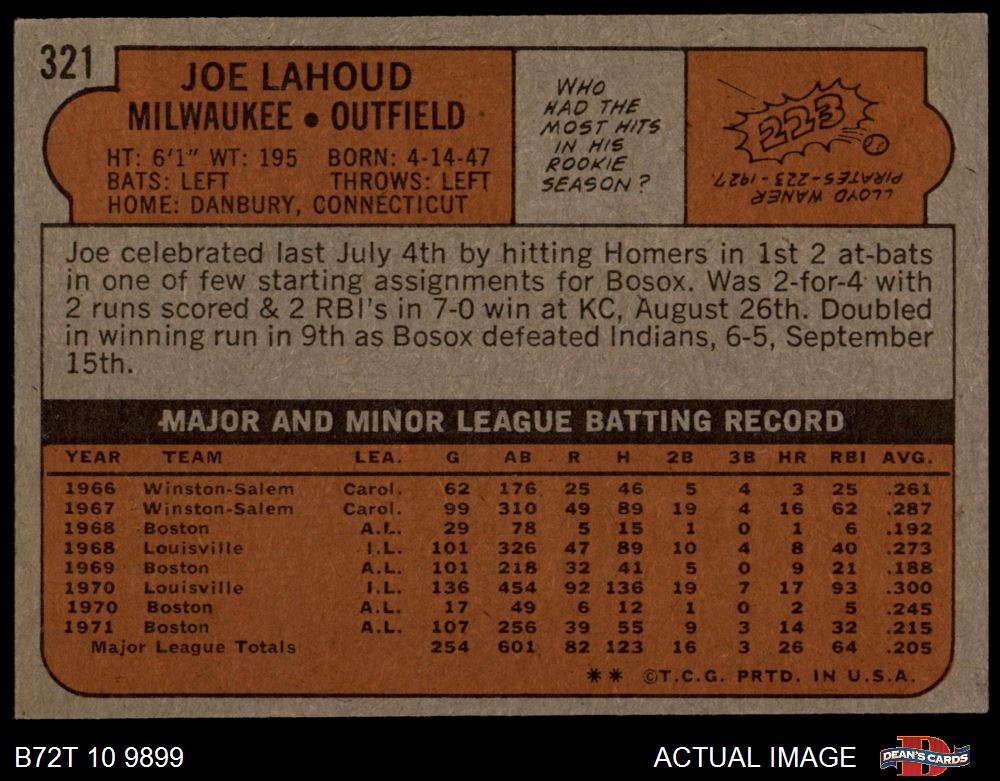 321
JOE LAHOUD
MILWAUKEE • OUTFIELD
HT: 6'1" WT: 195 BORN: 4-14-47
BATS: LEFT THROWS: LEFT
HOME: DANBURY, CONNECTICUT
WHO
HAD THE
MOST HITS
IN HIS
ROOKIE
SEASON?
223
LLOYD WANER
PIRATES-223-1927.
Joe celebrated last July 4th by hitting Homers in 1st 2 at-bats
in one of few starting assignments for Bosox. Was 2-for-4 with
2 runs scored & 2 RBI's in 7-0 win at KC, August 26th. Doubled
in winning run in 9th as Bosox defeated Indians, 6-5, September
15th.
MAJOR AND MINOR LEAGUE BATTING RECORD
YEAR TEAM LEA. G AB R H 2B 3B HR RBI AVG.
1966 Winston-Salem Carol. 62 176 25 46 5 4 3 25 .261
1967 Winston-Salem Carol. 99 310 49 89 19 4 16 62 .287
1968 Boston A.L. 29 78 5 15 1 0 1 6 .192
1968 Louisville I.L. 101 326 47 89 10 4 8 40 .273
1969 Boston A.L. 101 218 32 41 5 0 9 21 .188
1970 Louisville I.L. 136 454 92 136 19 7 17 93 .300
1970 Boston A.L. 17 49 6 12 1 0 2 5 .245
1971 Boston A.L. 107 256 39 55 9 3 14 32 .215
Major League Totals 254 601 82 123 16 3 26 64 .205
** ©T.C.G. PRTD. IN U.S.A.
B72T 10 9899 ACTUAL IMAGE DEAN'S CARDS